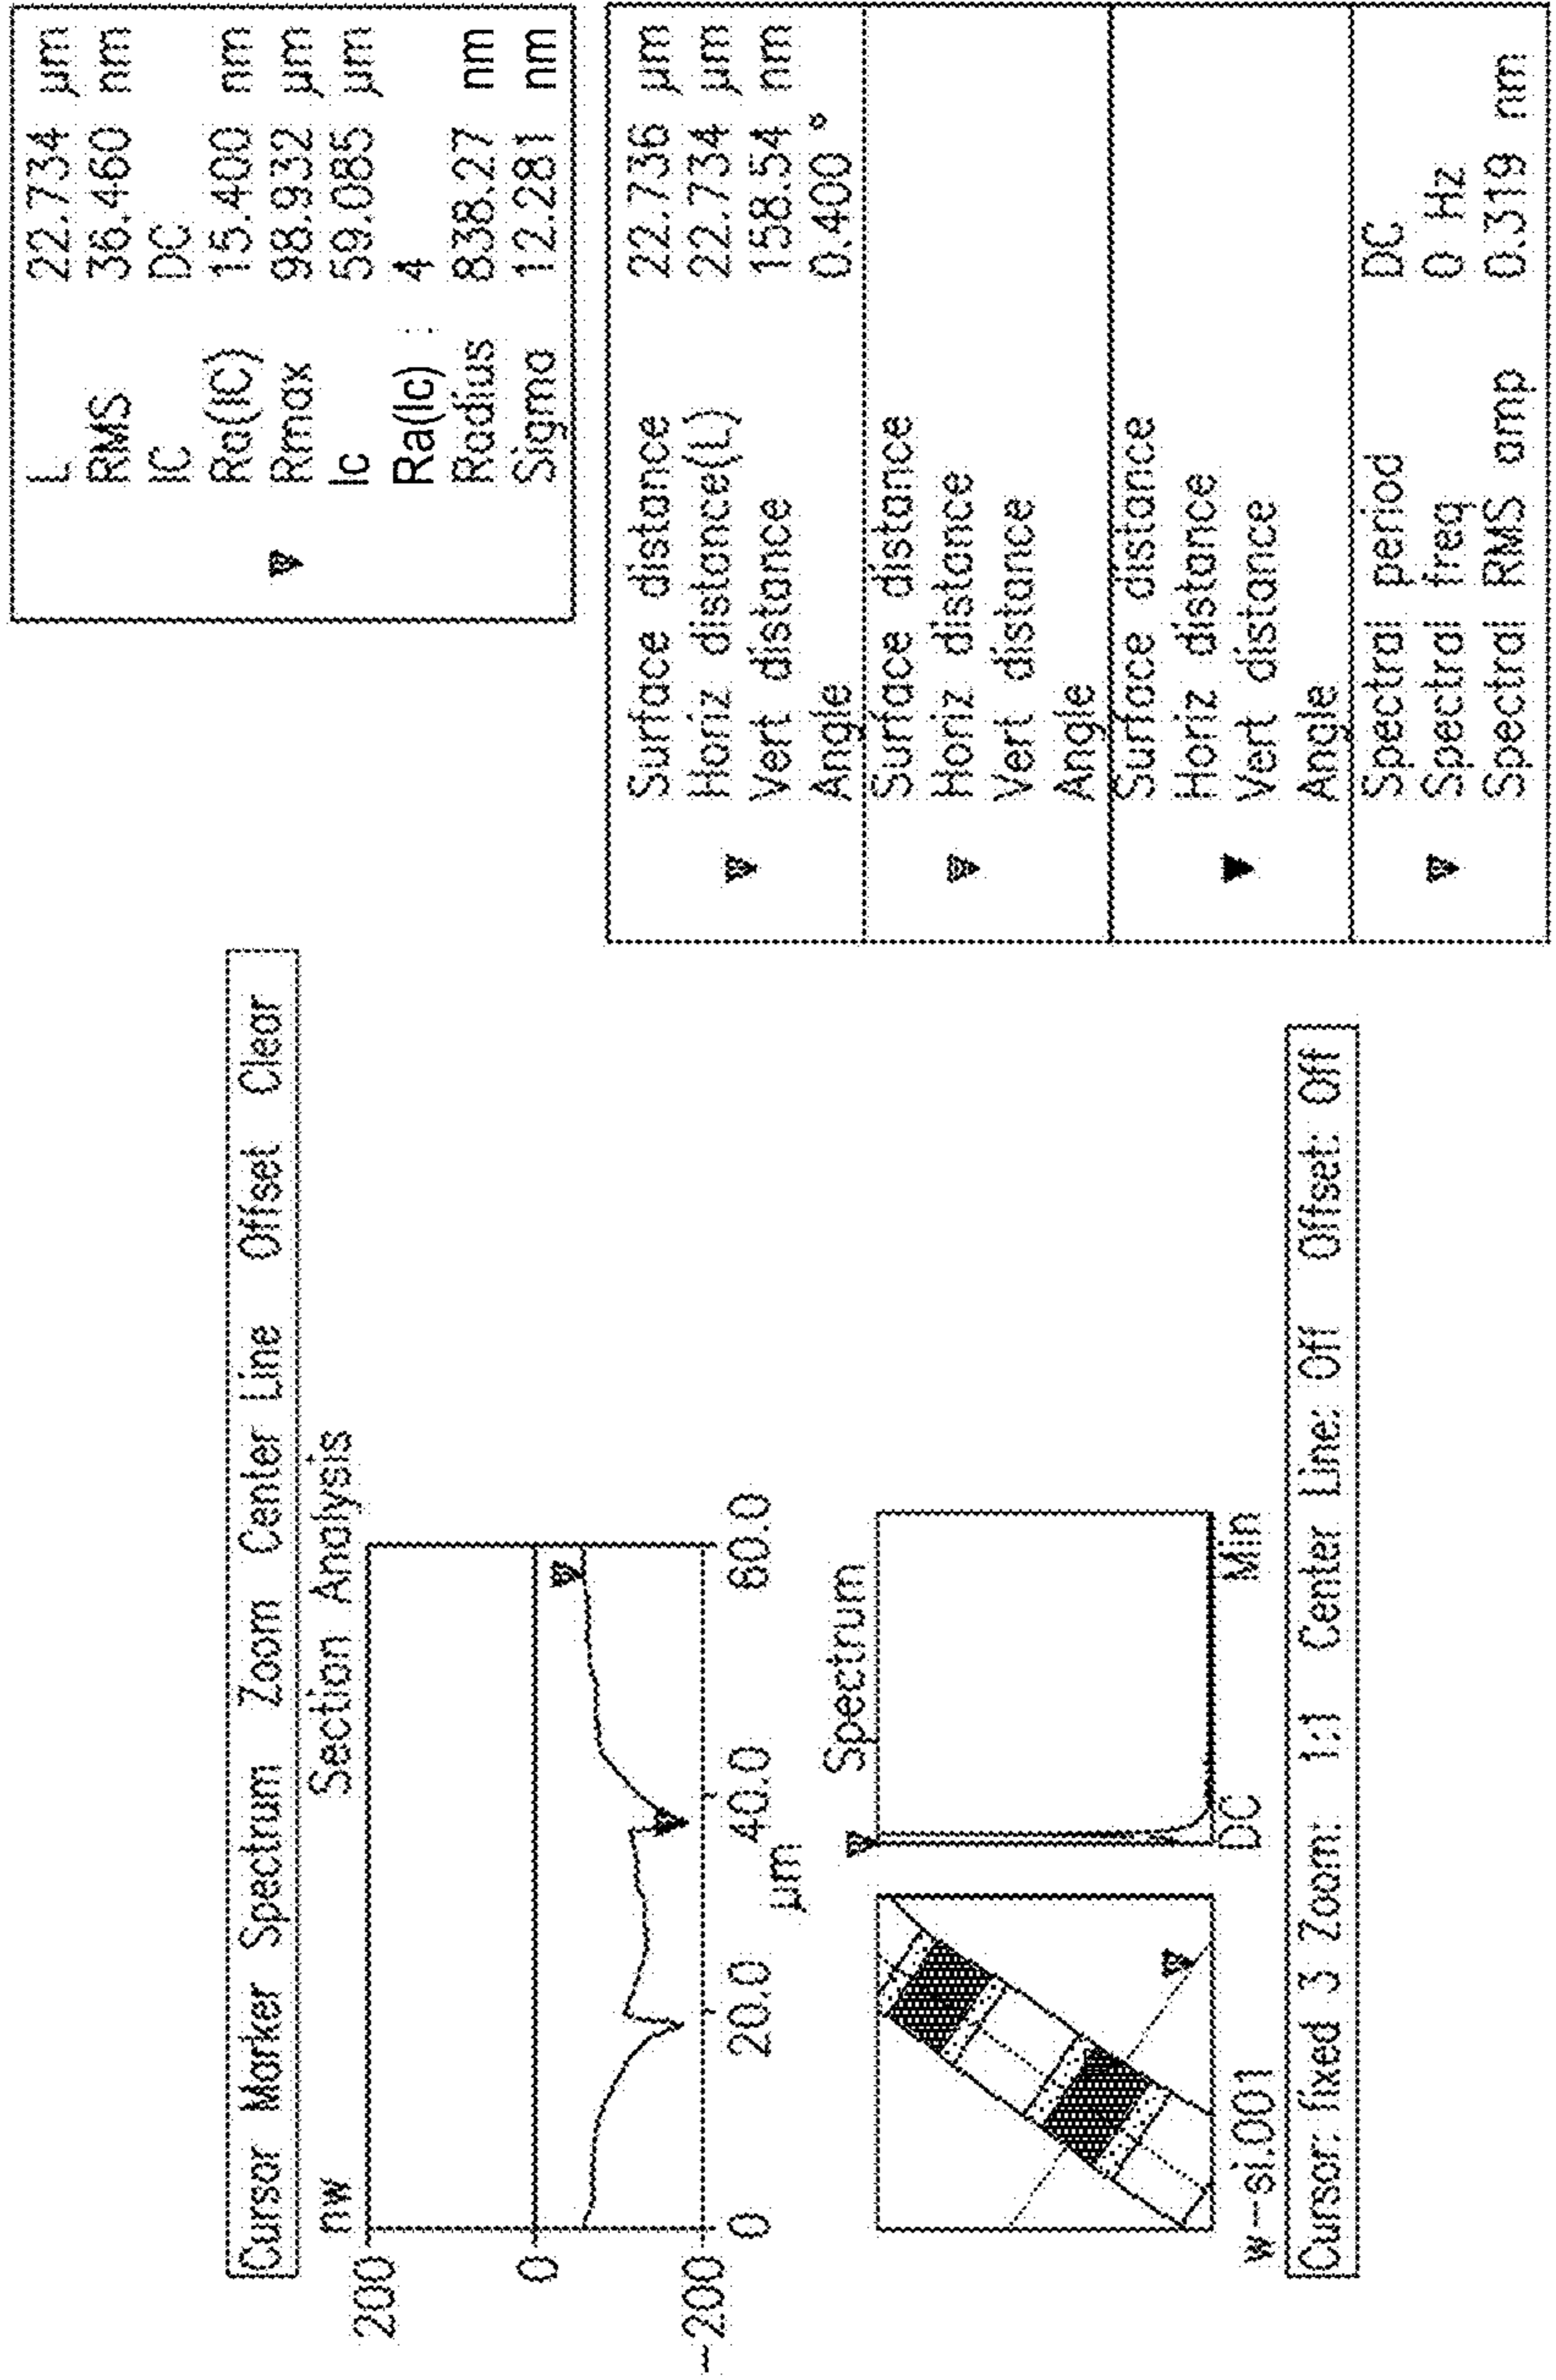 Cursor Marker Spectrum Zoom Center Line Offset Clear
Section Analysis
nw
200
0
--200
0 20.0 40.0 80.0
µm
Spectrum
DC Min
w--si.001
Cursor: fixed 3 Zoom: 1:1 Center Line: Off Offset: Off
L 22.734 µm
RMS 36.460 nm
IC DC
Ra(IC) 15.400 nm
Rmax 98.932 µm
lc 59.085 µm
Ra(lc) : 4
Radius 838.27 nm
Sigma 12.281 nm
Surface distance 22.736 µm
Horiz distance(L) 22.734 µm
Vert distance 158.54 nm
Angle 0.400 °
Surface distance
Horiz distance
Vert distance
Angle
Surface distance
Horiz distance
Vert distance
Angle
Spectral period DC
Spectral freq 0 Hz
Spectral RMS amp 0.319 nm